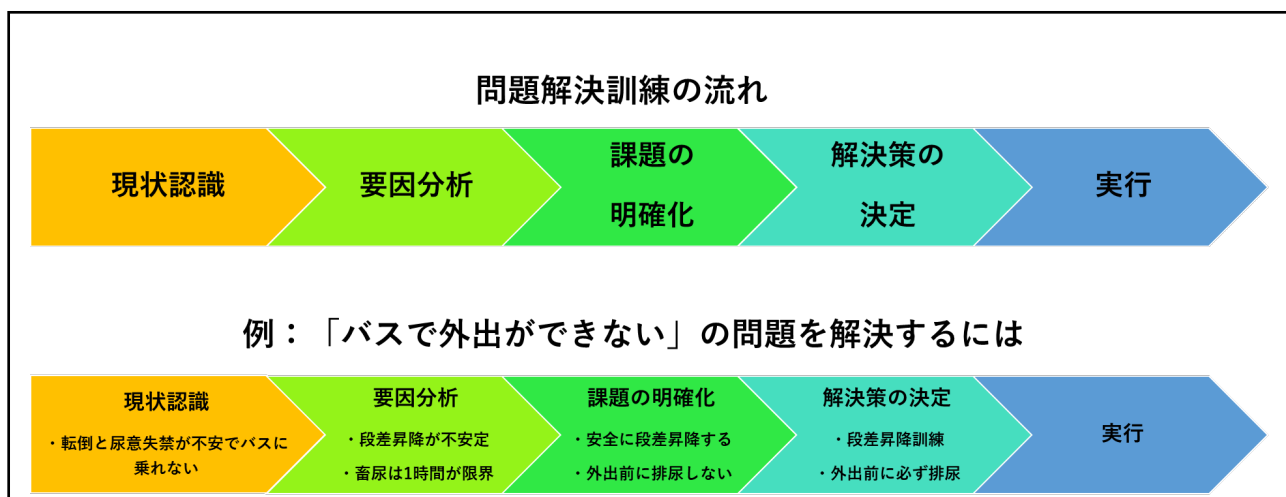 問題解決訓練の流れ
現状認識
要因分析
課題の
明確化
解決策の
決定
実行
例：「バスで外出ができない」の問題を解決するには
現状認識
・転倒と尿意失禁が不安でバスに
乗れない
要因分析
・段差昇降が不安定
・畜尿は1時間が限界
課題の明確化
・安全に段差昇降する
・外出前に排尿しない
解決策の決定
・段差昇降訓練
・外出前に必ず排尿
実行